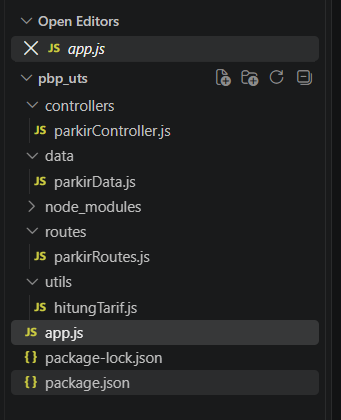 Open Editors
JS app.js
pbp_uts
controllers
JS parkirController.js
data
JS parkirData.js
node_modules
routes
JS parkirRoutes.js
utils
JS hitungTarif.js
JS app.js
{} package-lock.json
{} package.json